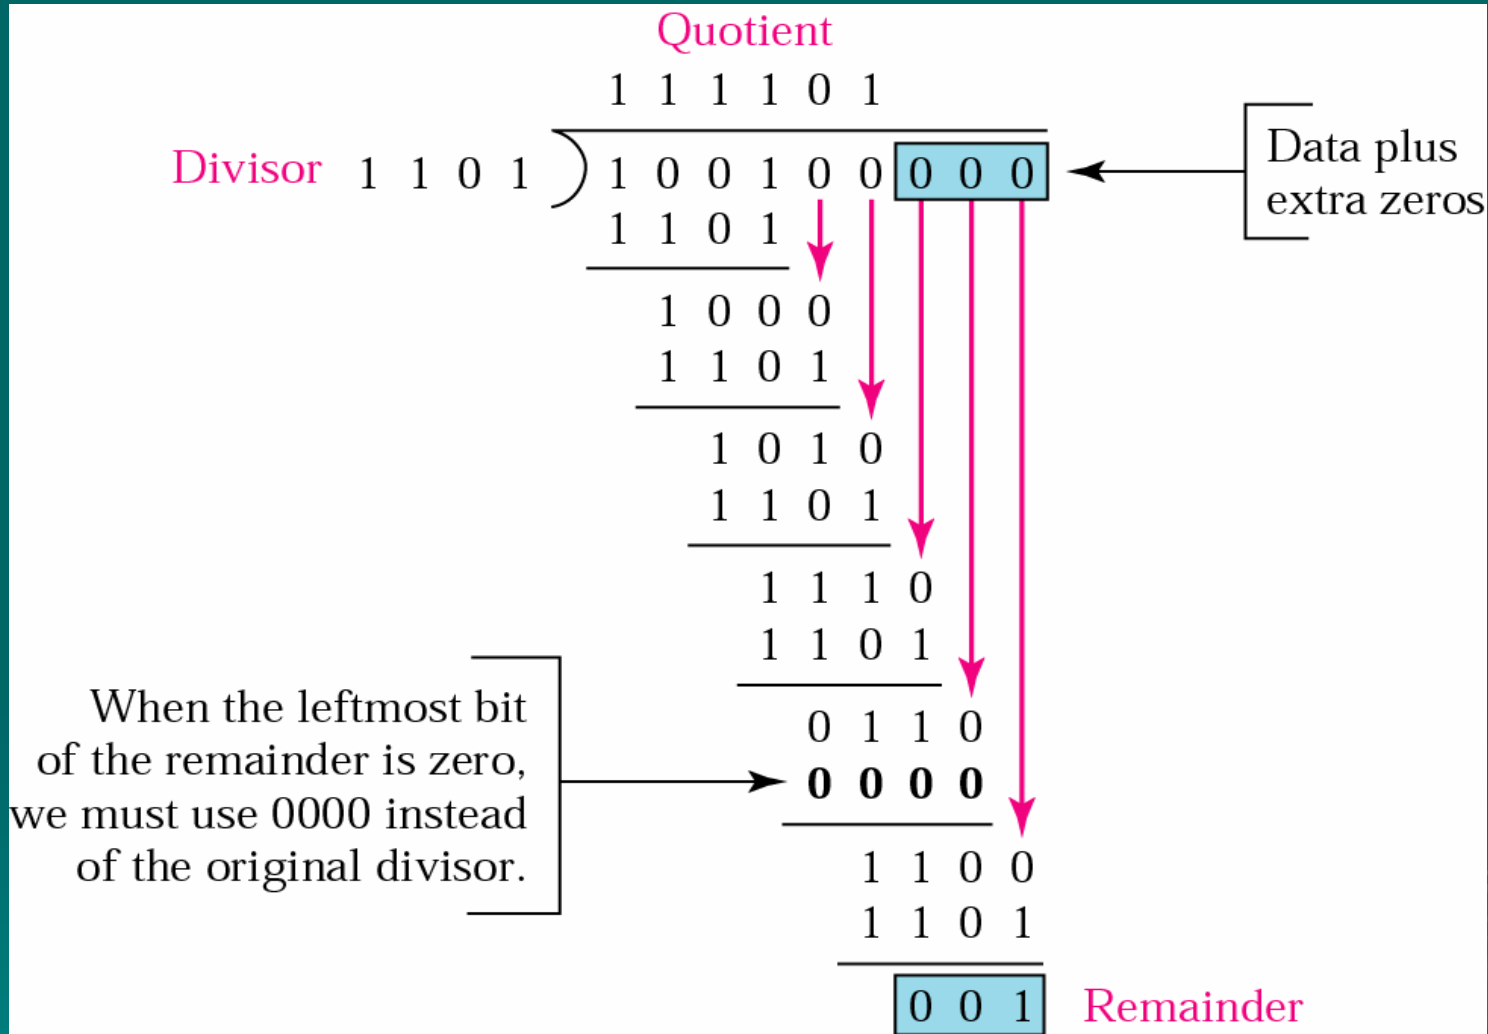 Quotient
1 1 1 1 0 1
Divisor 1 1 0 1 1 0 0 1 0 0 0 0 0
Data plus
extra zeros
1 1 0 1
1 0 0 0
1 1 0 1
1 0 1 0
1 1 0 1
1 1 1 0
1 1 0 1
When the leftmost bit
of the remainder is zero,
we must use 0000 instead
of the original divisor.
0 1 1 0
0 0 0 0
1 1 0 0
1 1 0 1
0 0 1 Remainder